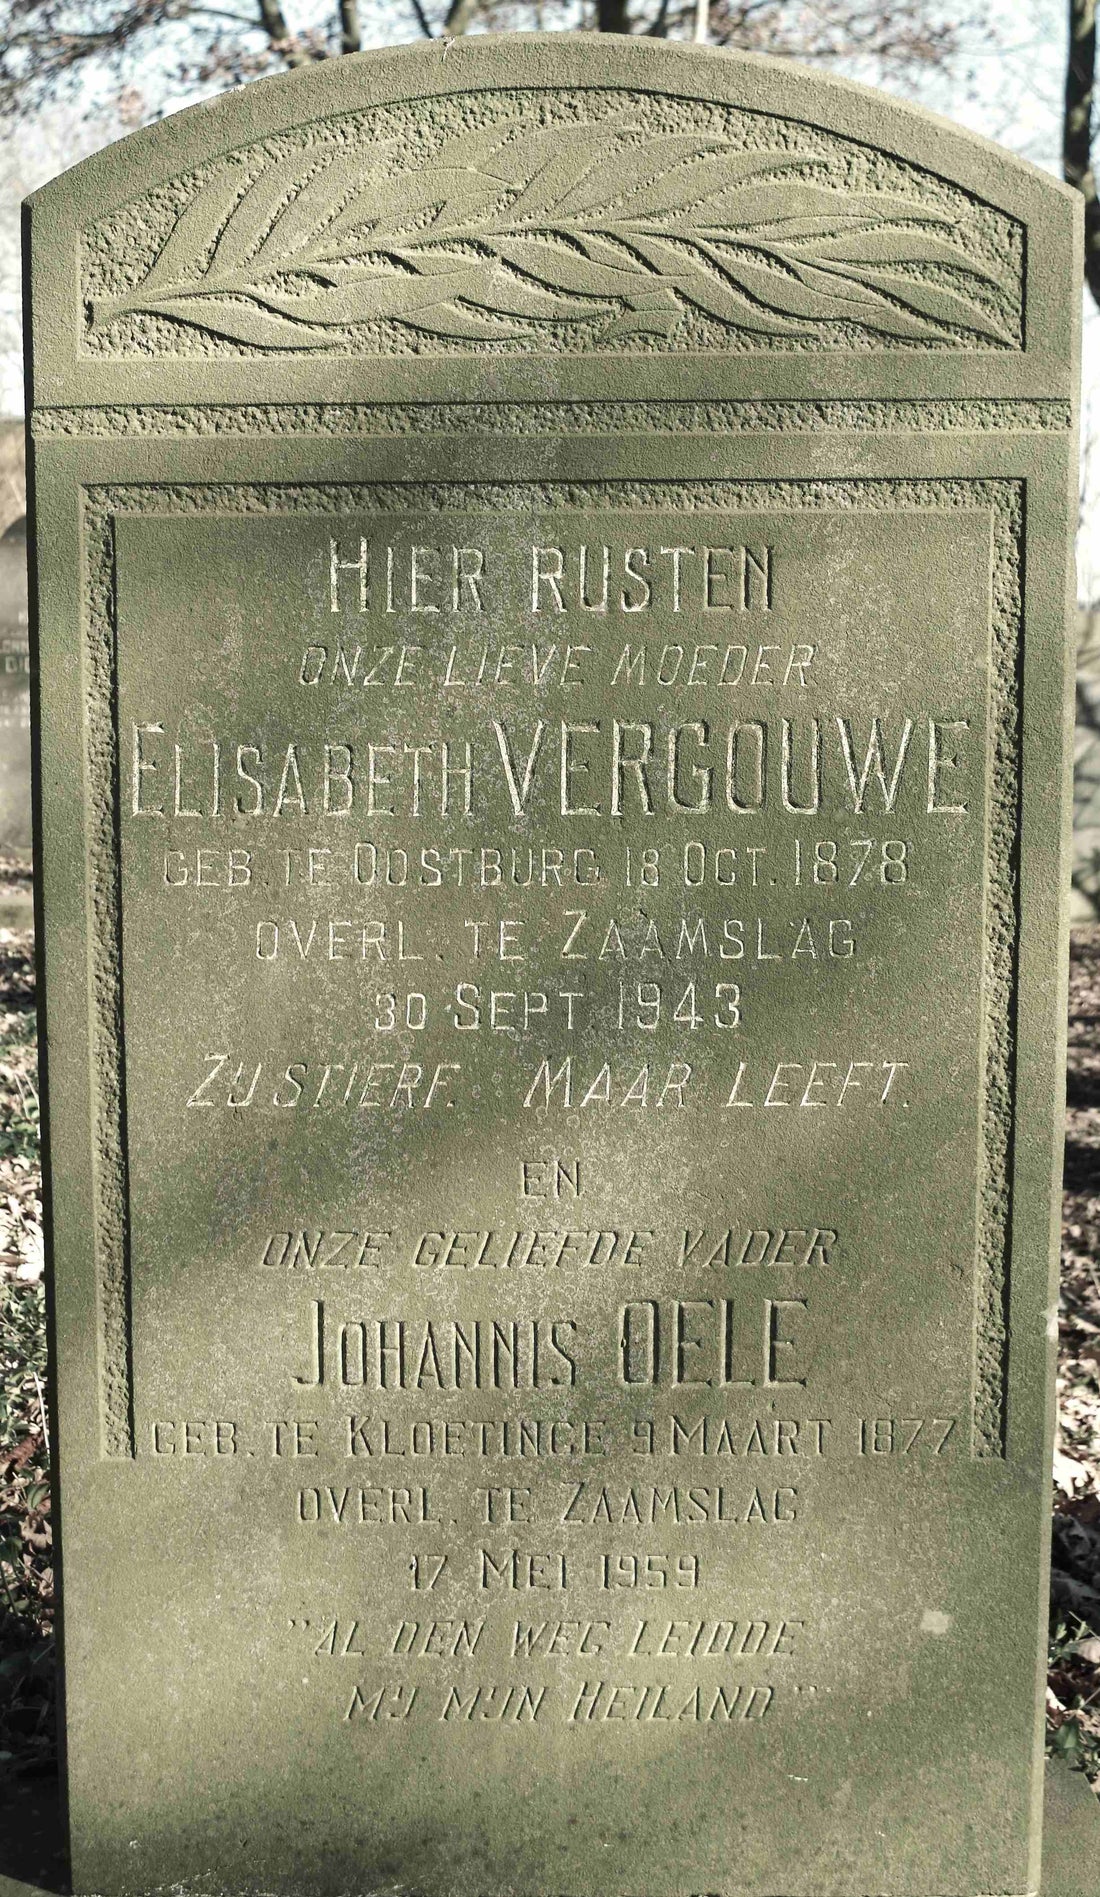 HIER RUSTEN
ONZE LIEVE MOEDER
ELISABETH VERGOUWE
GEB. TE OOSTBURG 18 OCT. 1878
OVERL. TE ZAAMSLAG
30 SEPT. 1943
ZIJ STIERF. MAAR LEEFT.
EN
ONZE GELIEFDE VADER
JOHANNIS OELE
GEB. TE KLOETINGE 9 MAART 1877
OVERL. TE ZAAMSLAG
17 MEI 1959
"AL DEN WEG LEIDDE
MIJ MIJN HEILAND"